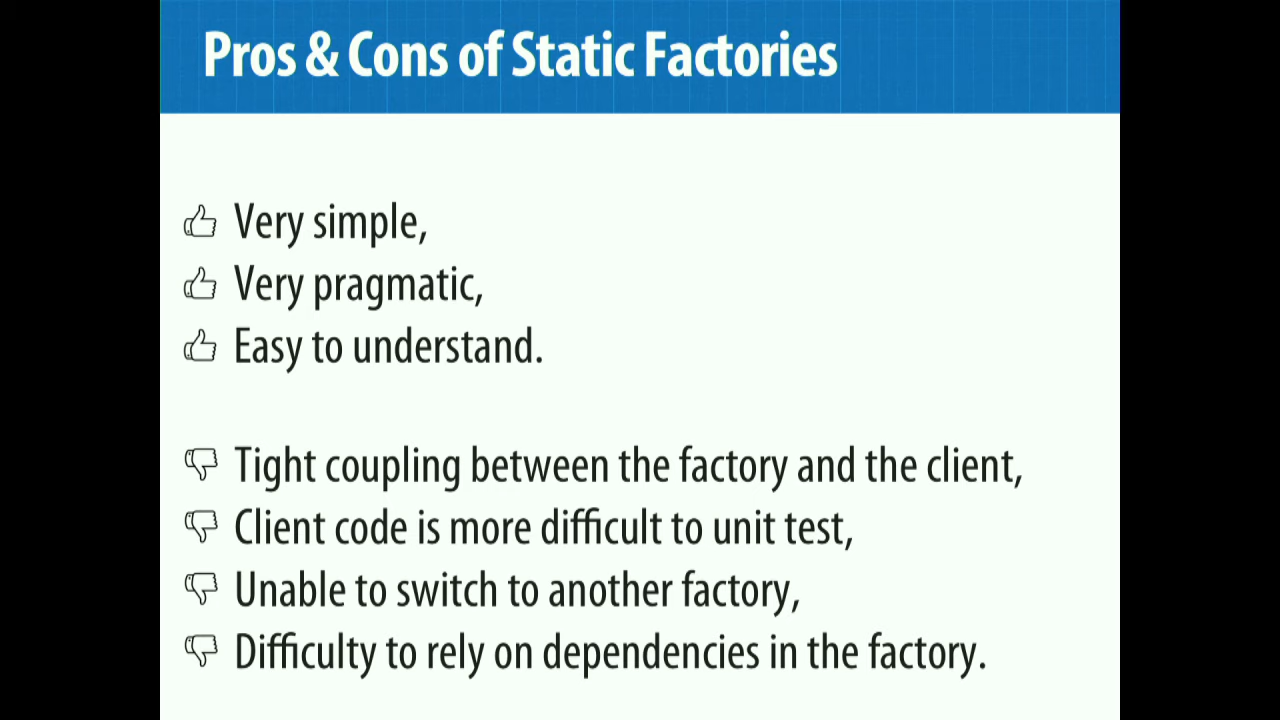 Pros & Cons of Static Factories
Very simple,
Very pragmatic,
Easy to understand.
Tight coupling between the factory and the client,
Client code is more difficult to unit test,
Unable to switch to another factory,
Difficulty to rely on dependencies in the factory.